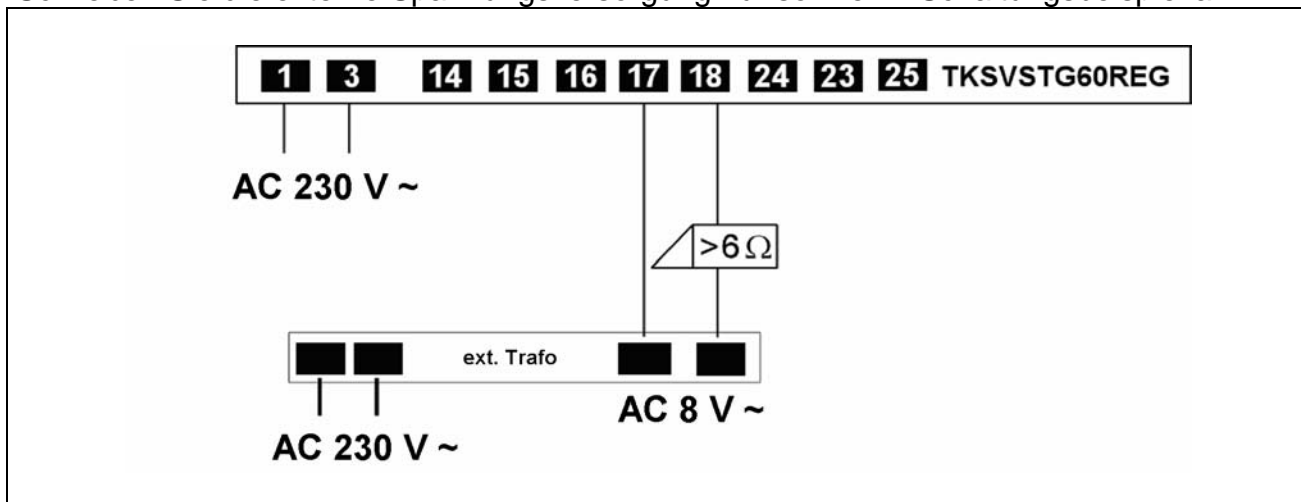 1 3 14 15 16 17 18 24 23 25 TKSVSTG60REG
AC 230 V ~
>6 Ω
ext. Trafo
AC 8 V ~
AC 230 V ~